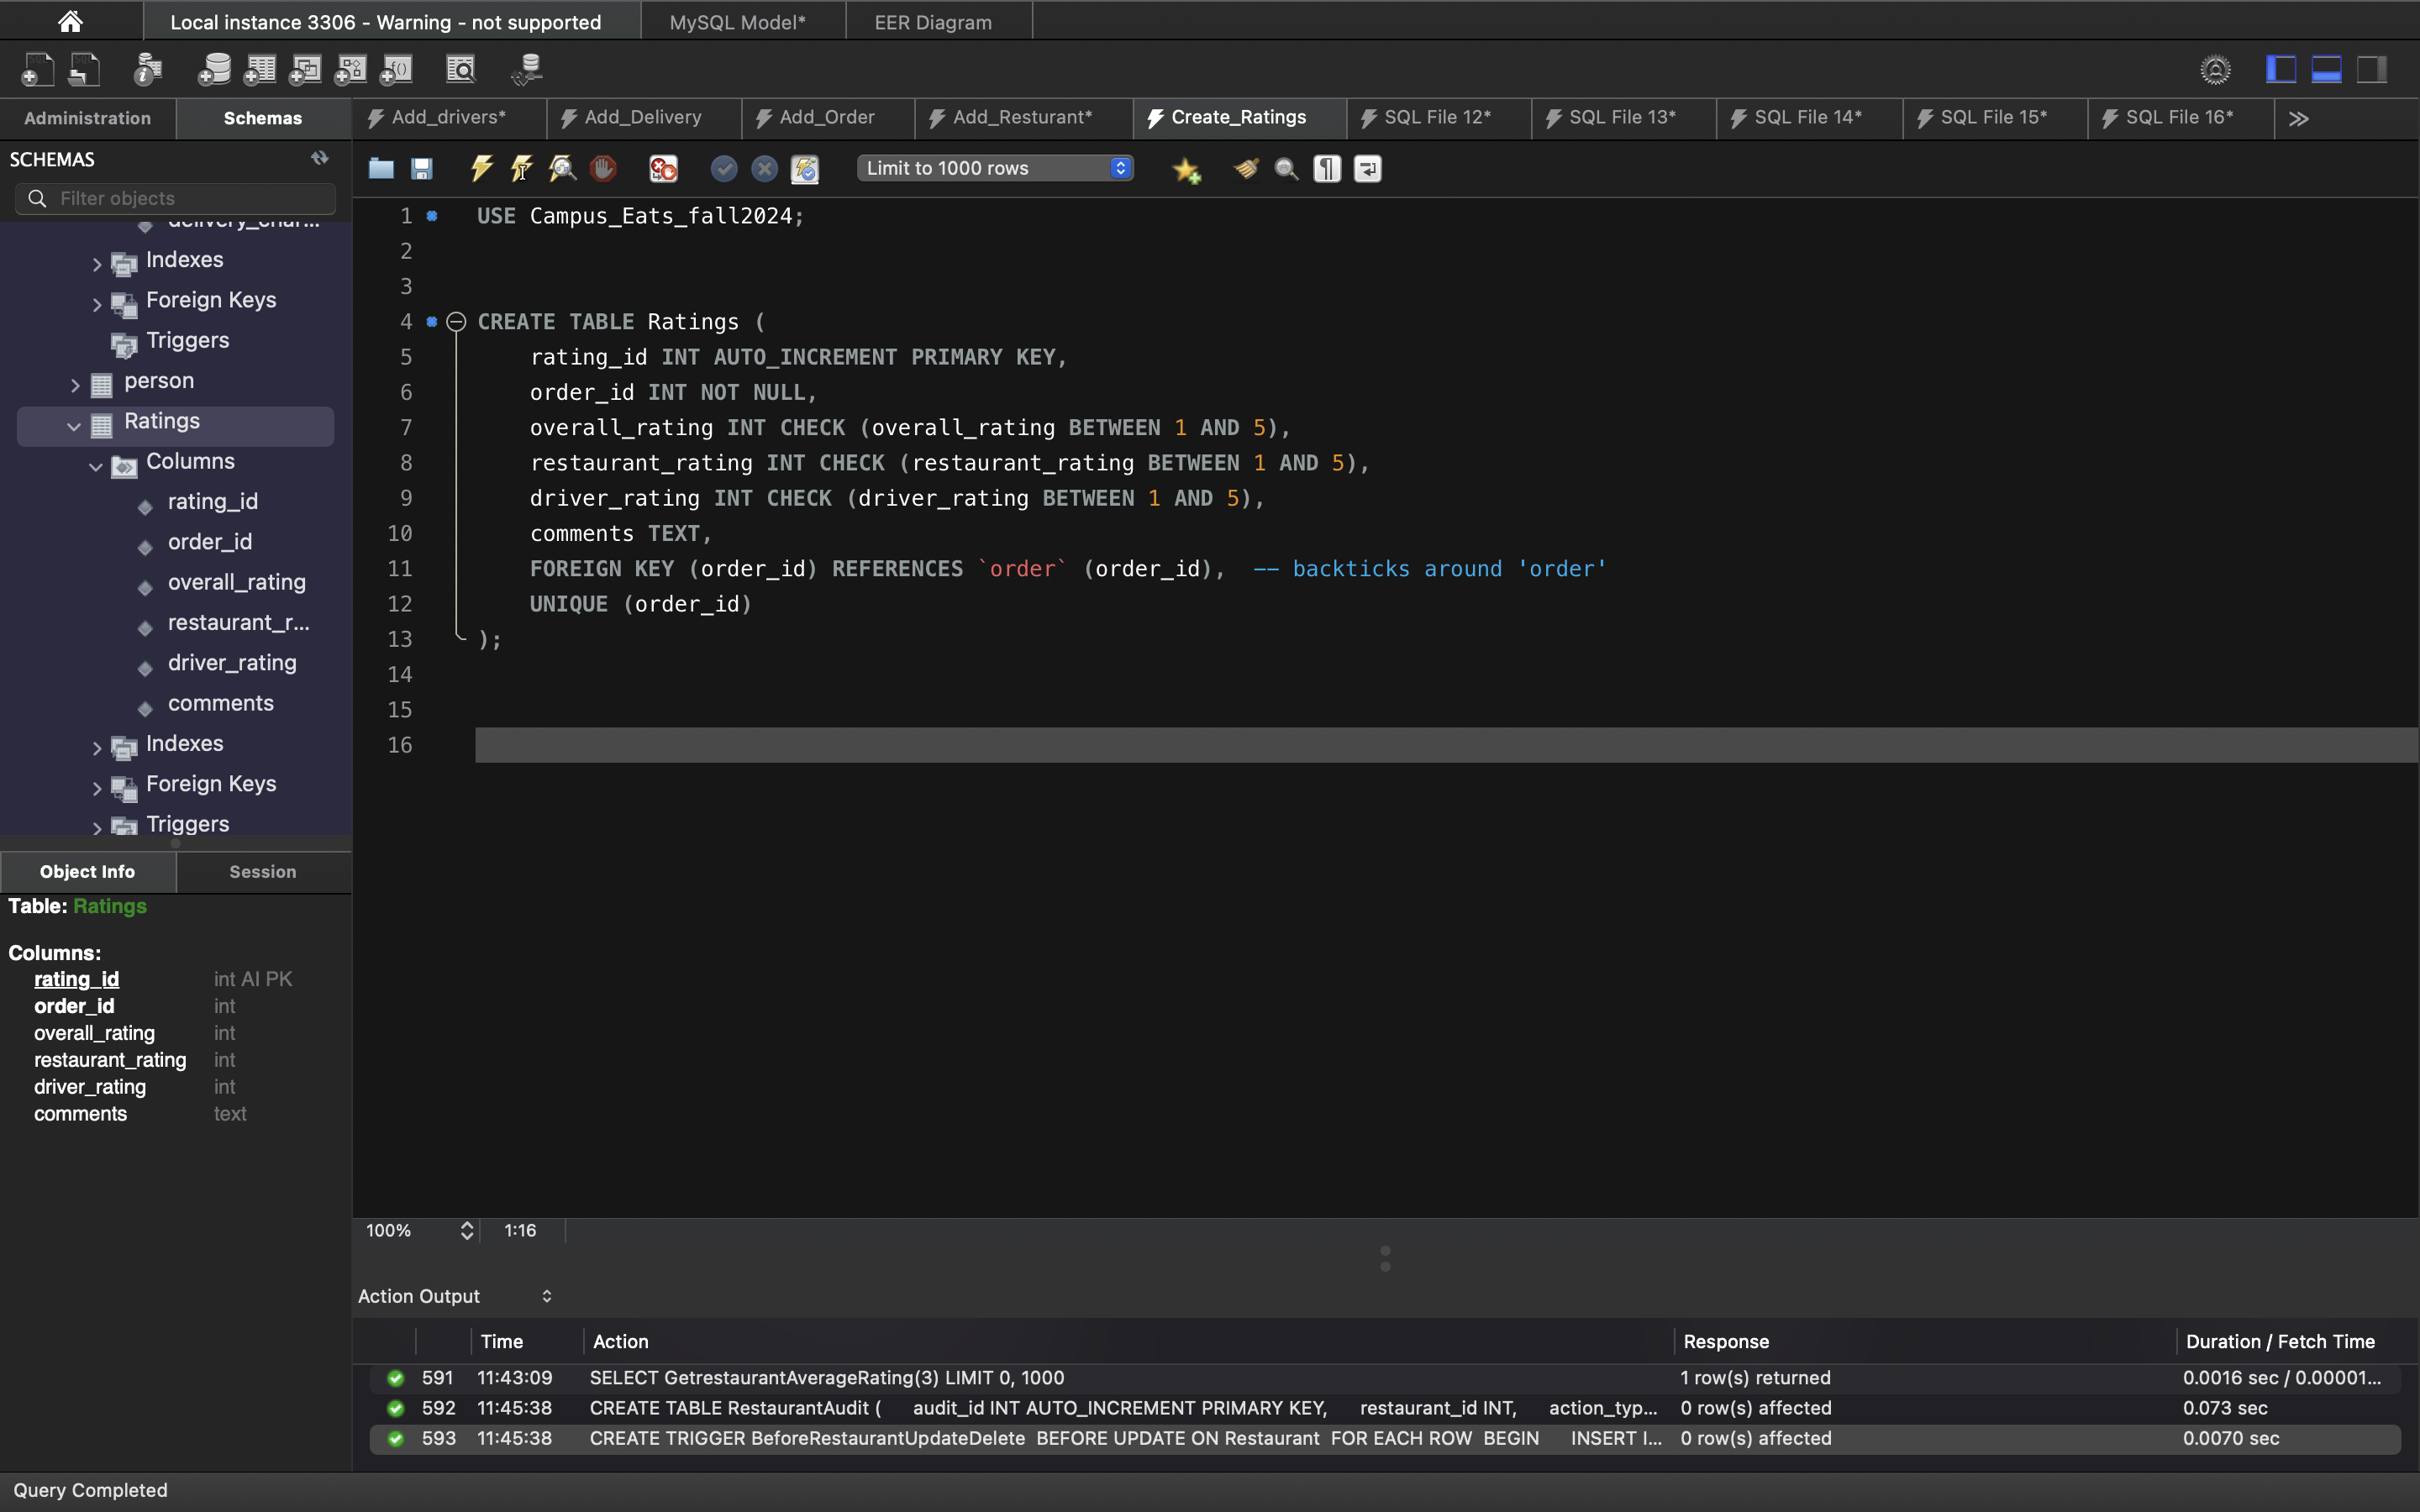 Local instance 3306 - Warning - not supported
MySQL Model*
EER Diagram
Administration
Schemas
Add_drivers*
Add_Delivery
Add_Order
Add_Resturant*
Create_Ratings
SQL File 12*
SQL File 13*
SQL File 14*
SQL File 15*
SQL File 16*
SCHEMAS
Filter objects
Limit to 1000 rows
delivery_char...
Indexes
Foreign Keys
Triggers
person
Ratings
Columns
rating_id
order_id
overall_rating
restaurant_r...
driver_rating
comments
Indexes
Foreign Keys
Triggers
1 USE Campus_Eats_fall2024;
2
3
4 CREATE TABLE Ratings (
5 rating_id INT AUTO_INCREMENT PRIMARY KEY,
6 order_id INT NOT NULL,
7 overall_rating INT CHECK (overall_rating BETWEEN 1 AND 5),
8 restaurant_rating INT CHECK (restaurant_rating BETWEEN 1 AND 5),
9 driver_rating INT CHECK (driver_rating BETWEEN 1 AND 5),
10 comments TEXT,
11 FOREIGN KEY (order_id) REFERENCES `order` (order_id),  -- backticks around 'order'
12 UNIQUE (order_id)
13 );
14
15
16
Object Info
Session
Table: Ratings
Columns:
rating_id int AI PK
order_id int
overall_rating int
restaurant_rating int
driver_rating int
comments text
100% 1:16
Action Output
Time Action Response Duration / Fetch Time
591 11:43:09 SELECT GetrestaurantAverageRating(3) LIMIT 0, 1000 1 row(s) returned 0.0016 sec / 0.00001...
592 11:45:38 CREATE TABLE RestaurantAudit ( audit_id INT AUTO_INCREMENT PRIMARY KEY, restaurant_id INT, action_typ... 0 row(s) affected 0.073 sec
593 11:45:38 CREATE TRIGGER BeforeRestaurantUpdateDelete BEFORE UPDATE ON Restaurant FOR EACH ROW BEGIN INSERT I... 0 row(s) affected 0.0070 sec
Query Completed